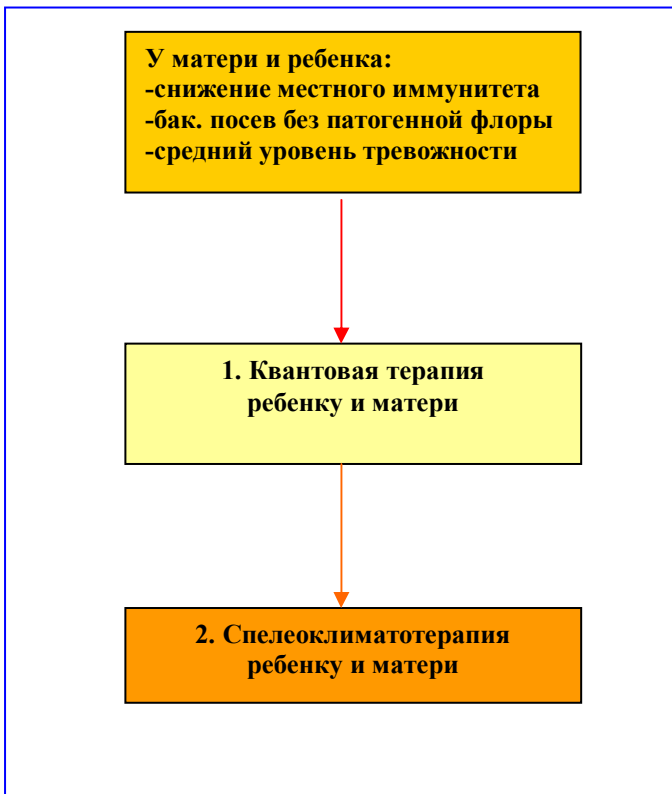 У матери и ребенка:
-снижение местного иммунитета
-бак. посев без патогенной флоры
-средний уровень тревожности
1. Квантовая терапия
ребенку и матери
2. Спелеоклиматотерапия
ребенку и матери